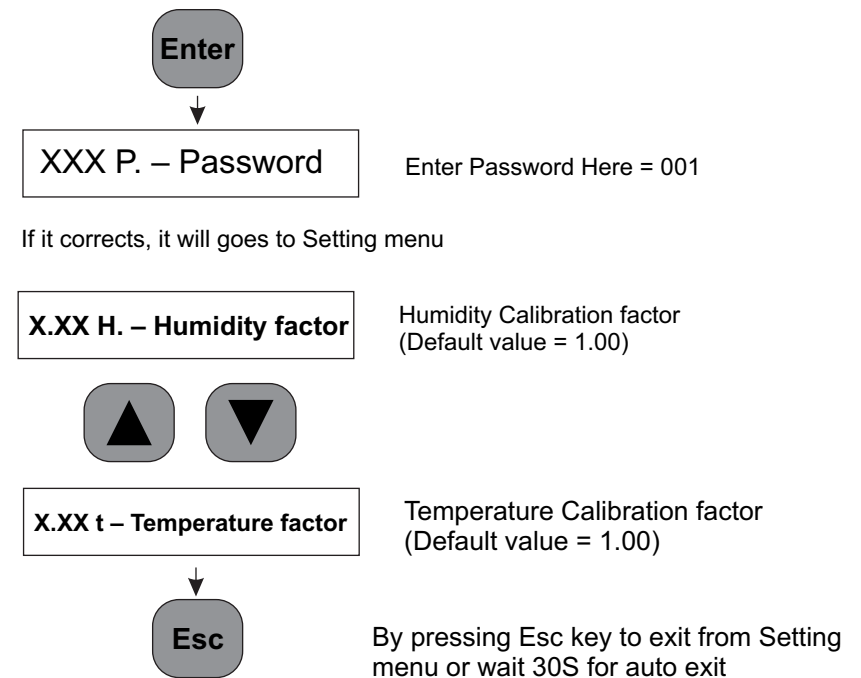 Enter
XXX P. – Password
Enter Password Here = 001
If it corrects, it will goes to Setting menu
X.XX H. – Humidity factor
Humidity Calibration factor
(Default value = 1.00)
X.XX t – Temperature factor
Temperature Calibration factor
(Default value = 1.00)
Esc
By pressing Esc key to exit from Setting
menu or wait 30S for auto exit